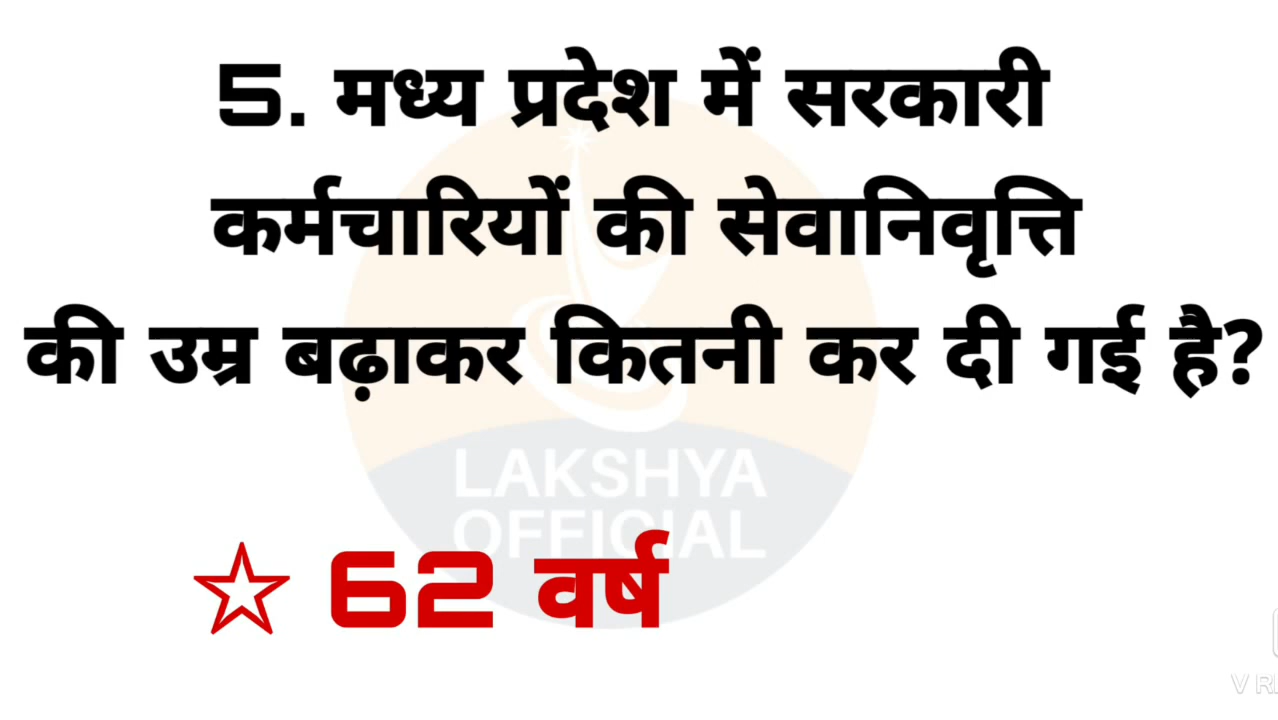 5. मध्य प्रदेश में सरकारी
कर्मचारियों की सेवानिवृत्ति
की उम्र बढ़ाकर कितनी कर दी गई है?
LAKSHYA
OFFICIAL
☆ 62 वर्ष